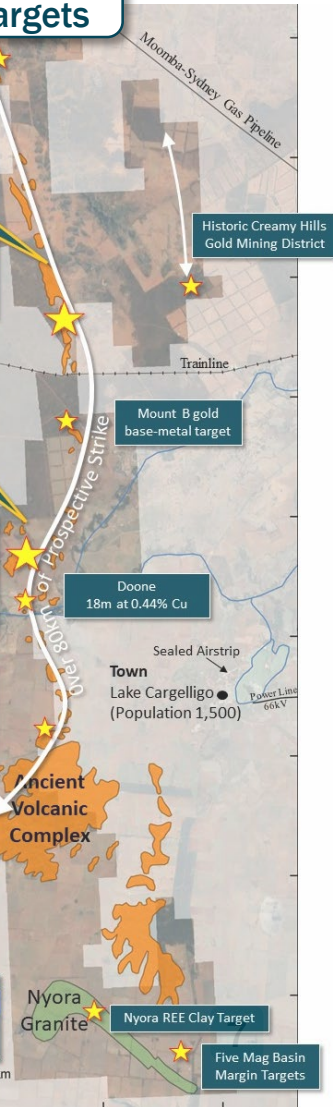 argets
Moomba-Sydney Gas Pipeline
Historic Creamy Hills
Gold Mining District
Trainline
Mount B gold
base-metal target
Over 80km of Prospective Strike
Doone
18m at 0.44% Cu
Sealed Airstrip
Town
Lake Cargelligo
(Population 1,500)
Power Line
66kV
Ancient
Volcanic
Complex
Nyora
Granite
Nyora REE Clay Target
Five Mag Basin
Margin Targets